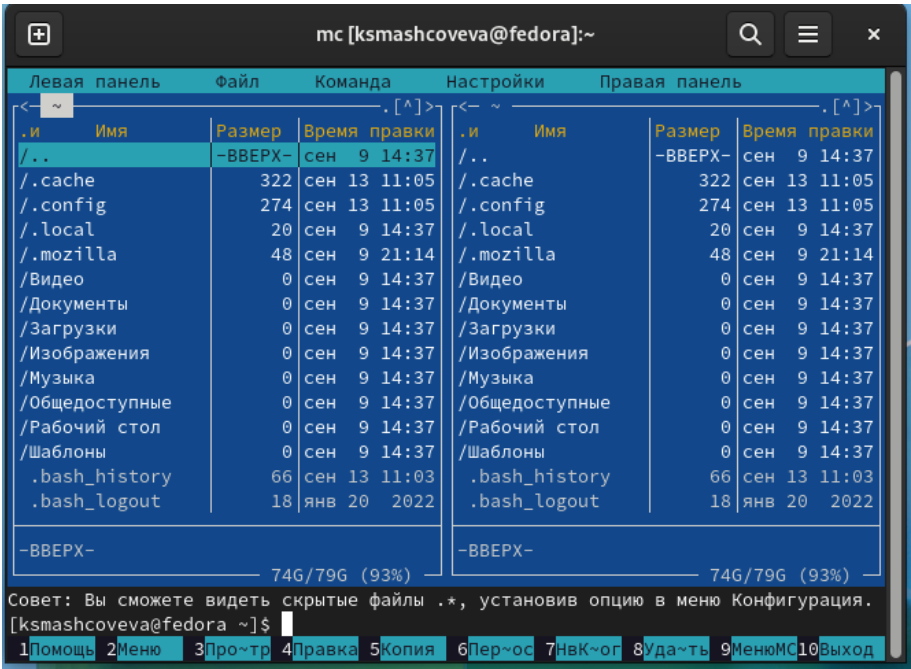 mc [ksmashcoveva@fedora]:~
Левая панель Файл Команда Настройки Правая панель
<─ ~ .[^]>┐ <─ ~ .[^]>
.и Имя Размер Время правки .и Имя Размер Время правки
/.. -ВВЕРХ- сен 9 14:37 /.. -ВВЕРХ- сен 9 14:37
/.cache 322 сен 13 11:05 /.cache 322 сен 13 11:05
/.config 274 сен 13 11:05 /.config 274 сен 13 11:05
/.local 20 сен 9 14:37 /.local 20 сен 9 14:37
/.mozilla 48 сен 9 21:14 /.mozilla 48 сен 9 21:14
/Видео 0 сен 9 14:37 /Видео 0 сен 9 14:37
/Документы 0 сен 9 14:37 /Документы 0 сен 9 14:37
/Загрузки 0 сен 9 14:37 /Загрузки 0 сен 9 14:37
/Изображения 0 сен 9 14:37 /Изображения 0 сен 9 14:37
/Музыка 0 сен 9 14:37 /Музыка 0 сен 9 14:37
/Общедоступные 0 сен 9 14:37 /Общедоступные 0 сен 9 14:37
/Рабочий стол 0 сен 9 14:37 /Рабочий стол 0 сен 9 14:37
/Шаблоны 0 сен 9 14:37 /Шаблоны 0 сен 9 14:37
.bash_history 66 сен 13 11:03 .bash_history 66 сен 13 11:03
.bash_logout 18 янв 20 2022 .bash_logout 18 янв 20 2022
-ВВЕРХ- -ВВЕРХ-
74G/79G (93%) 74G/79G (93%)
Совет: Вы сможете видеть скрытые файлы .*, установив опцию в меню Конфигурация.
[ksmashcoveva@fedora ~]$
1Помощь 2Меню 3Про~тр 4Правка 5Копия 6Пер~ос 7НвК~ог 8Уда~ть 9МенюMC 10Выход